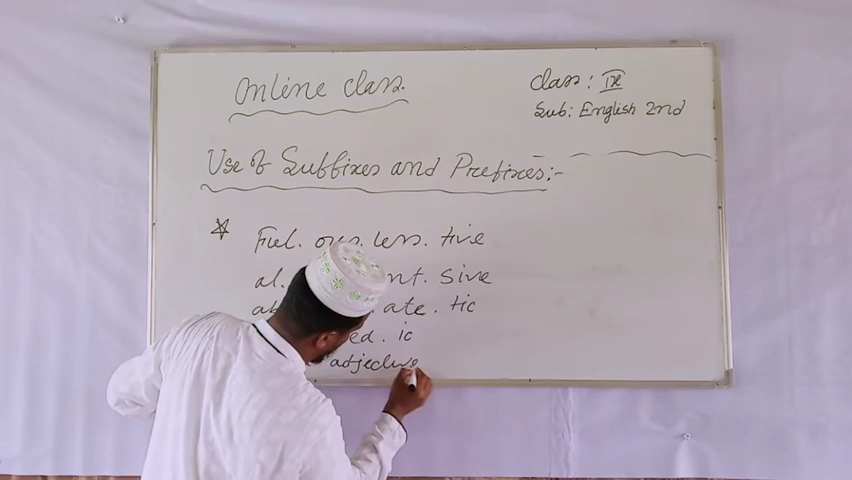 Online class.
Class: IX
Sub: English 2nd
Use of Suffixes and Prefixes:-
Ful. ous. less. tive
al. nt. sive
ate. tic
ed. ic
adjective